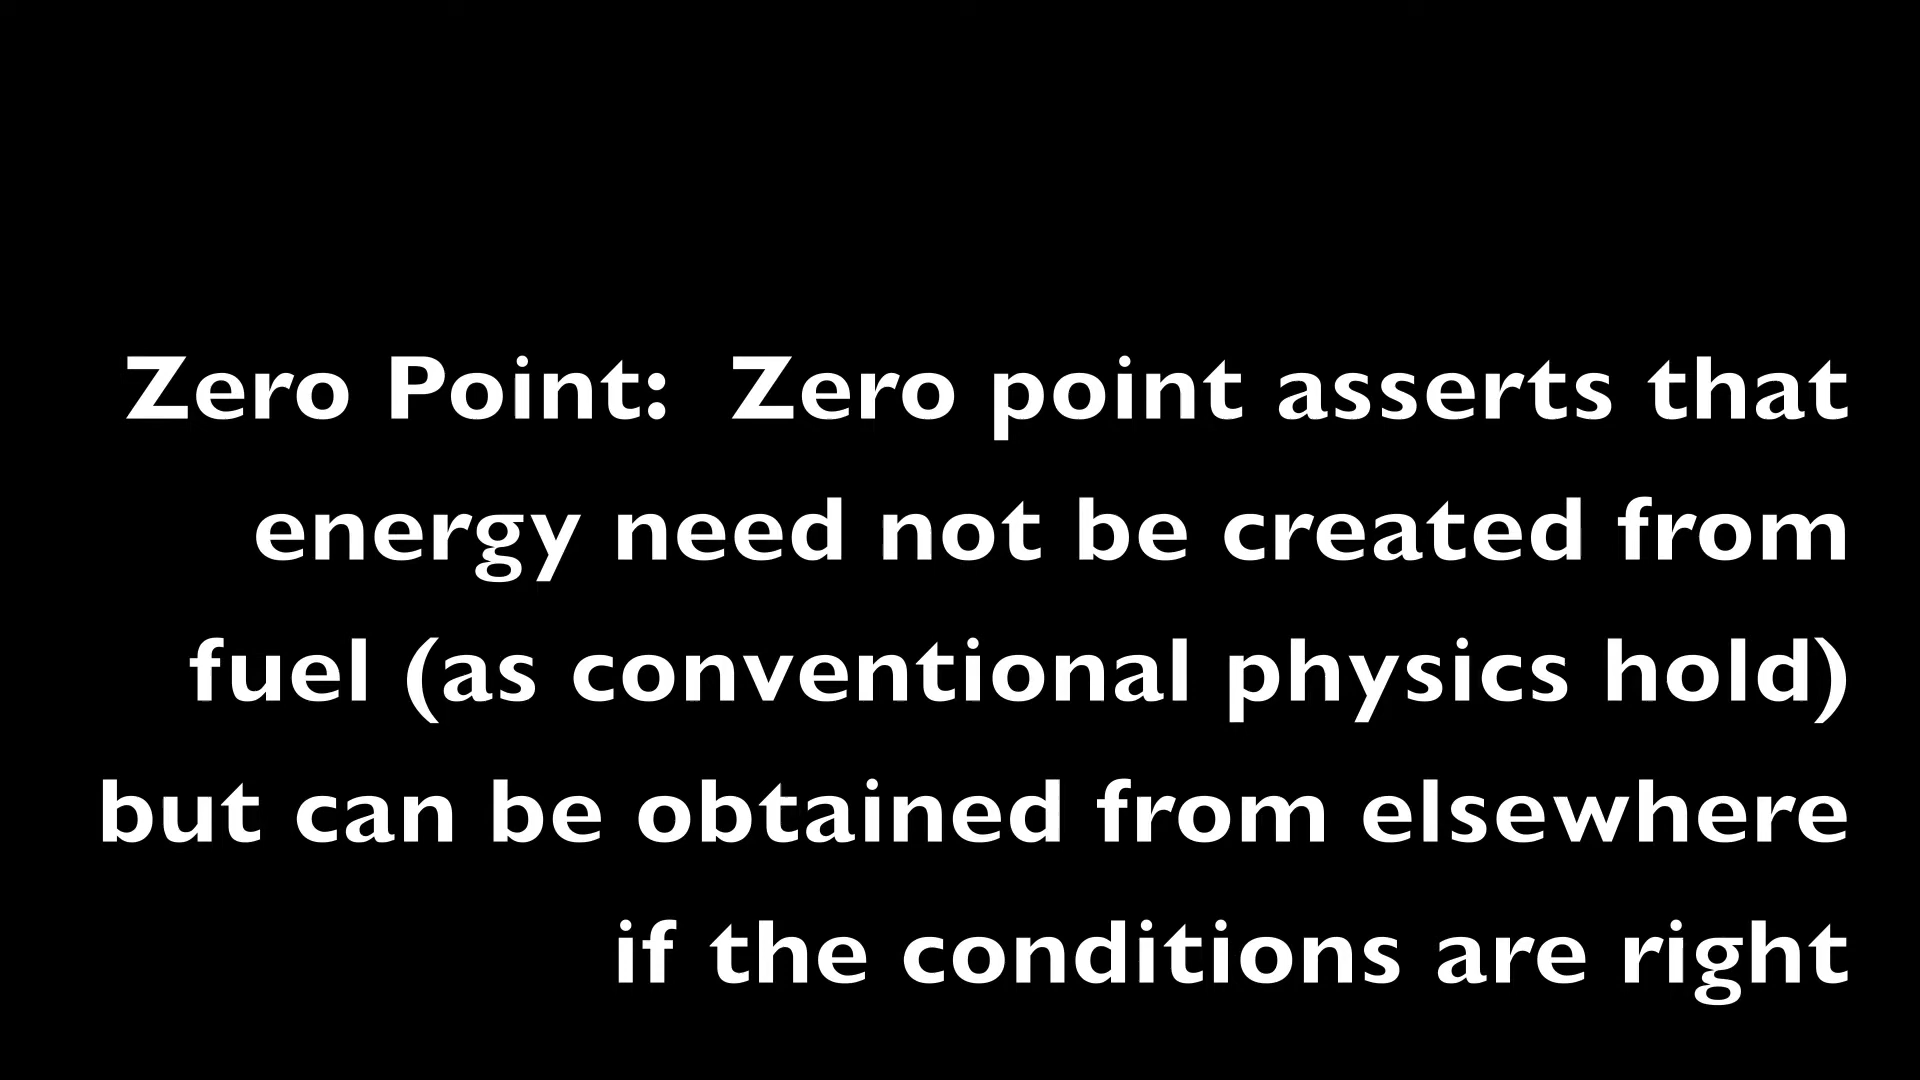 Zero Point:  Zero point asserts that
energy need not be created from
fuel (as conventional physics hold)
but can be obtained from elsewhere
if the conditions are right